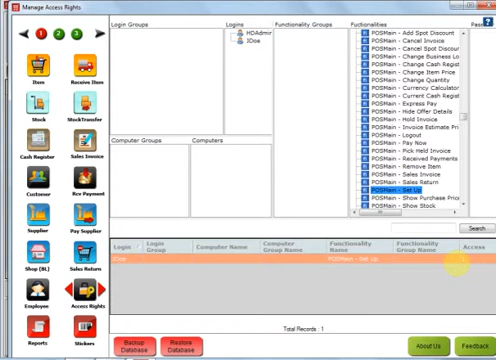 Manage Access Rights
1 2 3
Item
Receive Item
Stock
StockTransfer
Cash Register
Sales Invoice
Customer
Rcv Payment
Supplier
Pay Supplier
Shop (BL)
Sales Return
Employee
Access Rights
Reports
Stickers
Login Groups
Logins
HOAdmin
JDoe
Functionality Groups
Fuctionalities
Pass
?
POSMain - Add Spot Discount
POSMain - Cancel Invoice
POSMain - Cancel Spot Discour
POSMain - Change Business Lo
POSMain - Change Cash Regist
POSMain - Change Item Price
POSMain - Change Quantity
POSMain - Currency Calculator
POSMain - Current Cash Regist
POSMain - Express Pay
POSMain - Hide Offer Details
POSMain - Hold Invoice
POSMain - Invoice Estimate Pri
POSMain - Logout
POSMain - Pay Now
POSMain - Pick Held Invoice
POSMain - Received Payments
POSMain - Remove Item
POSMain - Sales Invoice
POSMain - Sales Return
POSMain - Set Up
POSMain - Show Purchase Pric
POSMain - Show Stock
Computer Groups
Computers
Search
Login
Login Group
Computer Name
Computer Group Name
Functionality Name
Functionality Group Name
Access
JDoe
POSMain - Set Up
Total Records : 1
Backup Database
Restore Database
About Us
Feedback